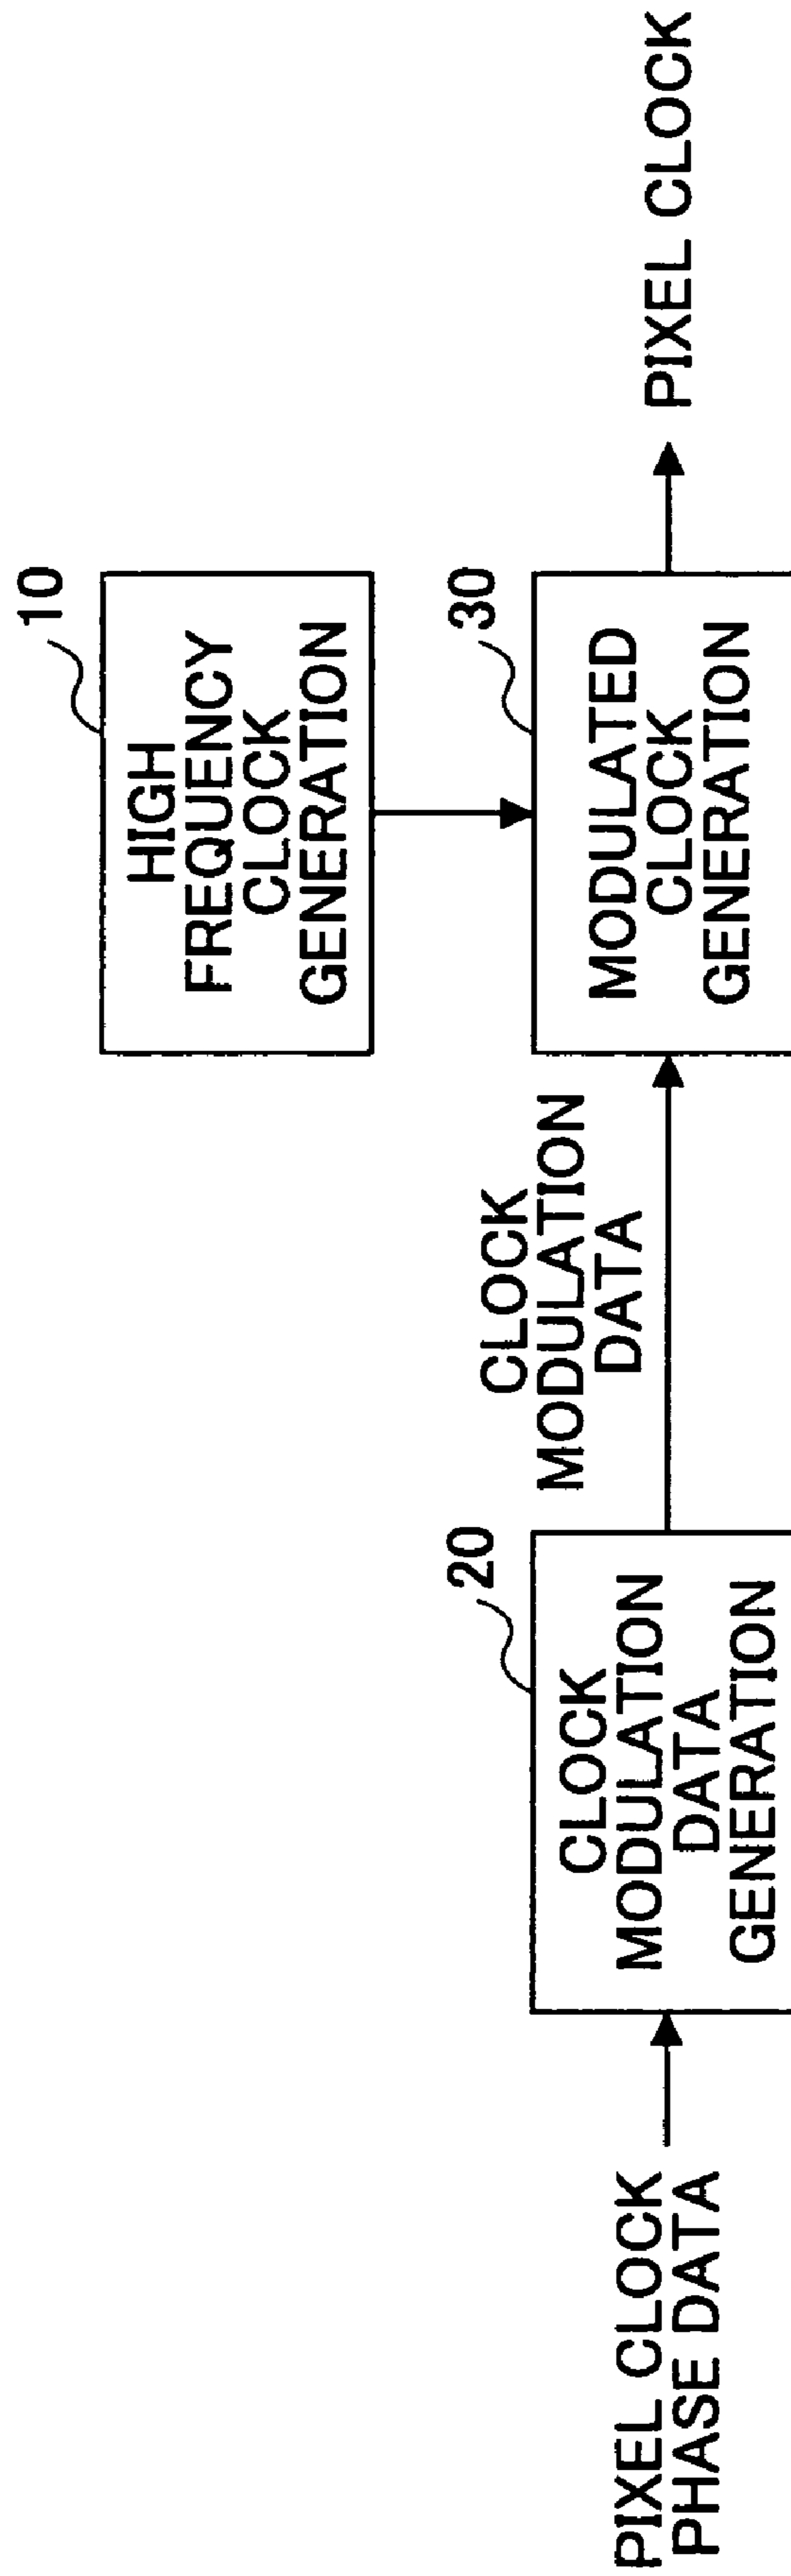 10
HIGH
FREQUENCY
CLOCK
GENERATION
PIXEL CLOCK
PHASE DATA
20
CLOCK
MODULATION
DATA
GENERATION
CLOCK
MODULATION
DATA
30
MODULATED
CLOCK
GENERATION
PIXEL CLOCK